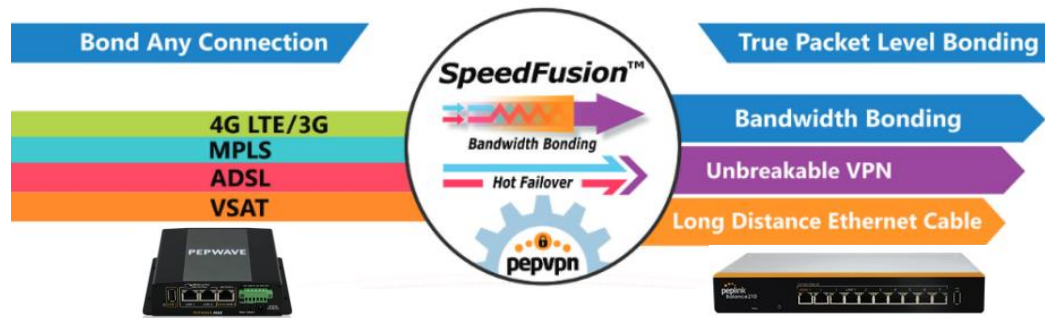 Bond Any Connection
4G LTE/3G
MPLS
ADSL
VSAT
PEPWAVE
SpeedFusion™
Bandwidth Bonding
Hot Failover
pepvpn
True Packet Level Bonding
Bandwidth Bonding
Unbreakable VPN
Long Distance Ethernet Cable
peplink
Balance210